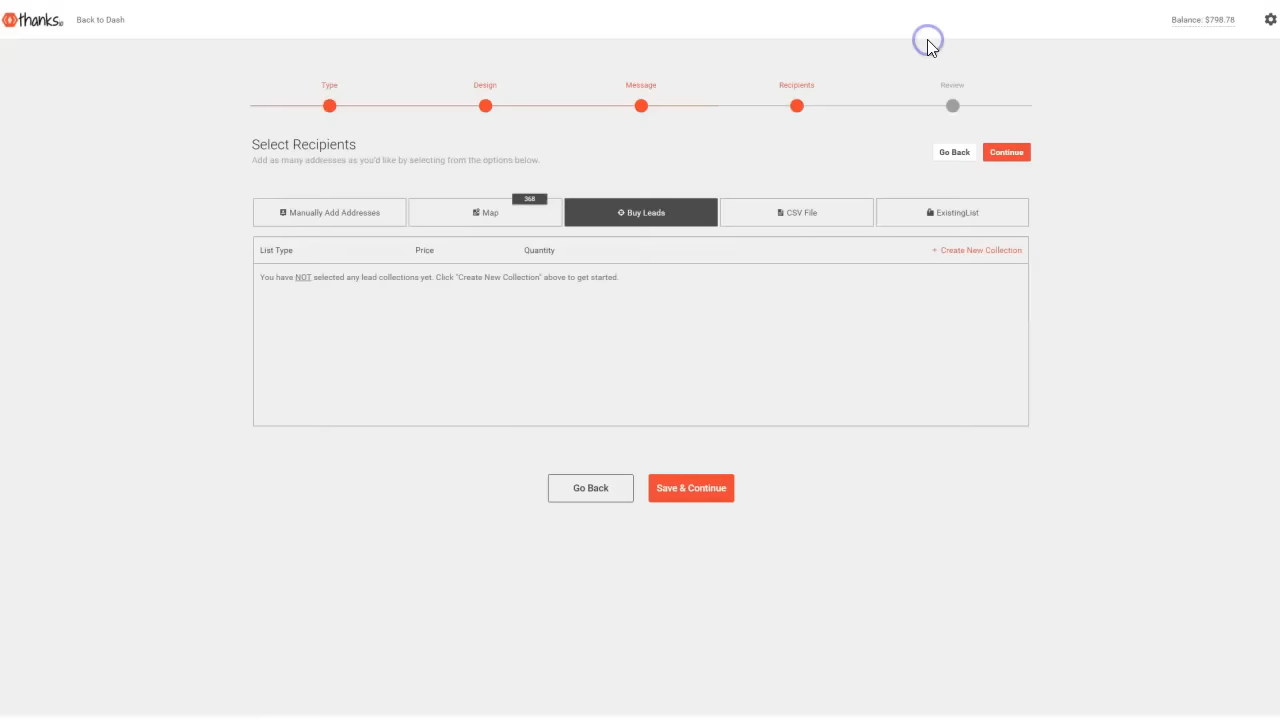 thanks.io
Back to Dash
Balance: $798.78
Type
Design
Message
Recipients
Review
Select Recipients
Add as many addresses as you'd like by selecting from the options below.
Go Back
Continue
Manually Add Addresses
Map
368
Buy Leads
CSV File
ExistingList
List Type
Price
Quantity
+ Create New Collection
You have NOT selected any lead collections yet. Click "Create New Collection" above to get started.
Go Back
Save & Continue